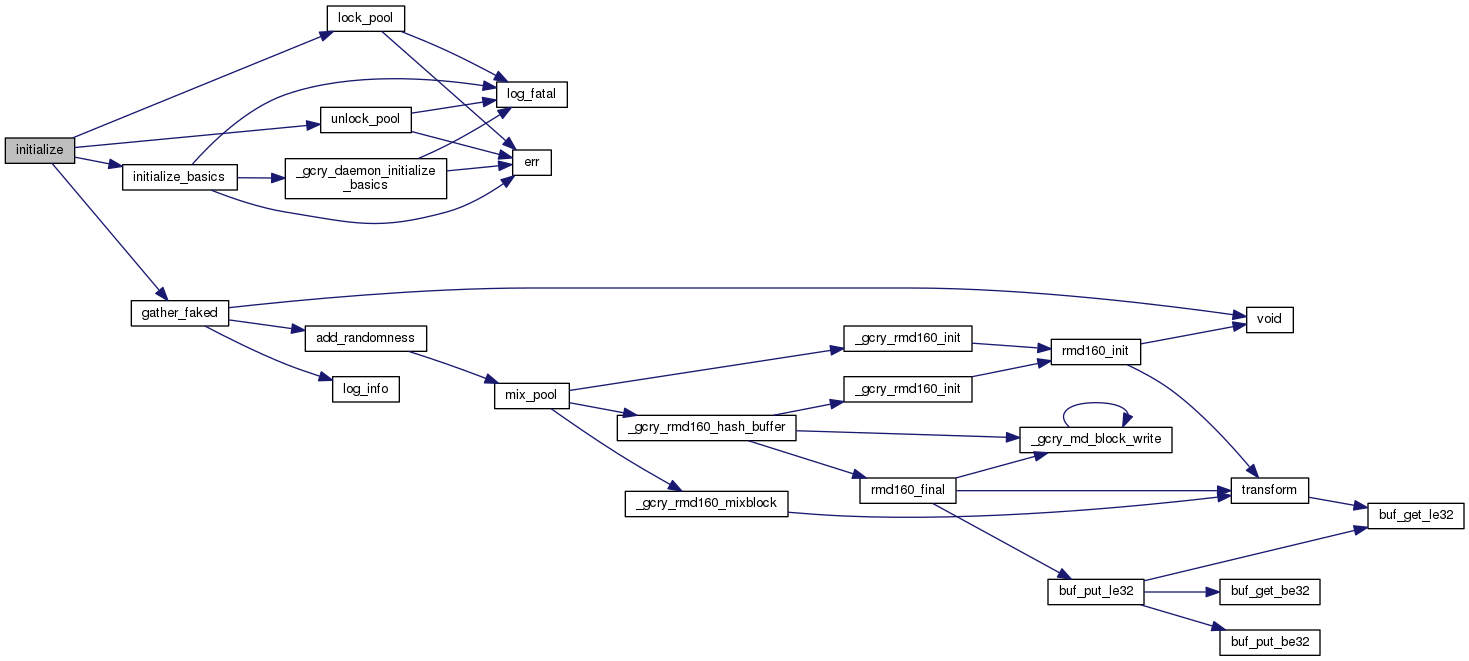 lock_pool
log_fatal
unlock_pool
initialize
err
initialize_basics
_gcry_daemon_initialize
_basics
gather_faked
void
add_randomness
_gcry_rmd160_init
rmd160_init
log_info
_gcry_rmd160_init
mix_pool
_gcry_rmd160_hash_buffer
_gcry_md_block_write
rmd160_final
transform
_gcry_rmd160_mixblock
buf_get_le32
buf_put_le32
buf_get_be32
buf_put_be32